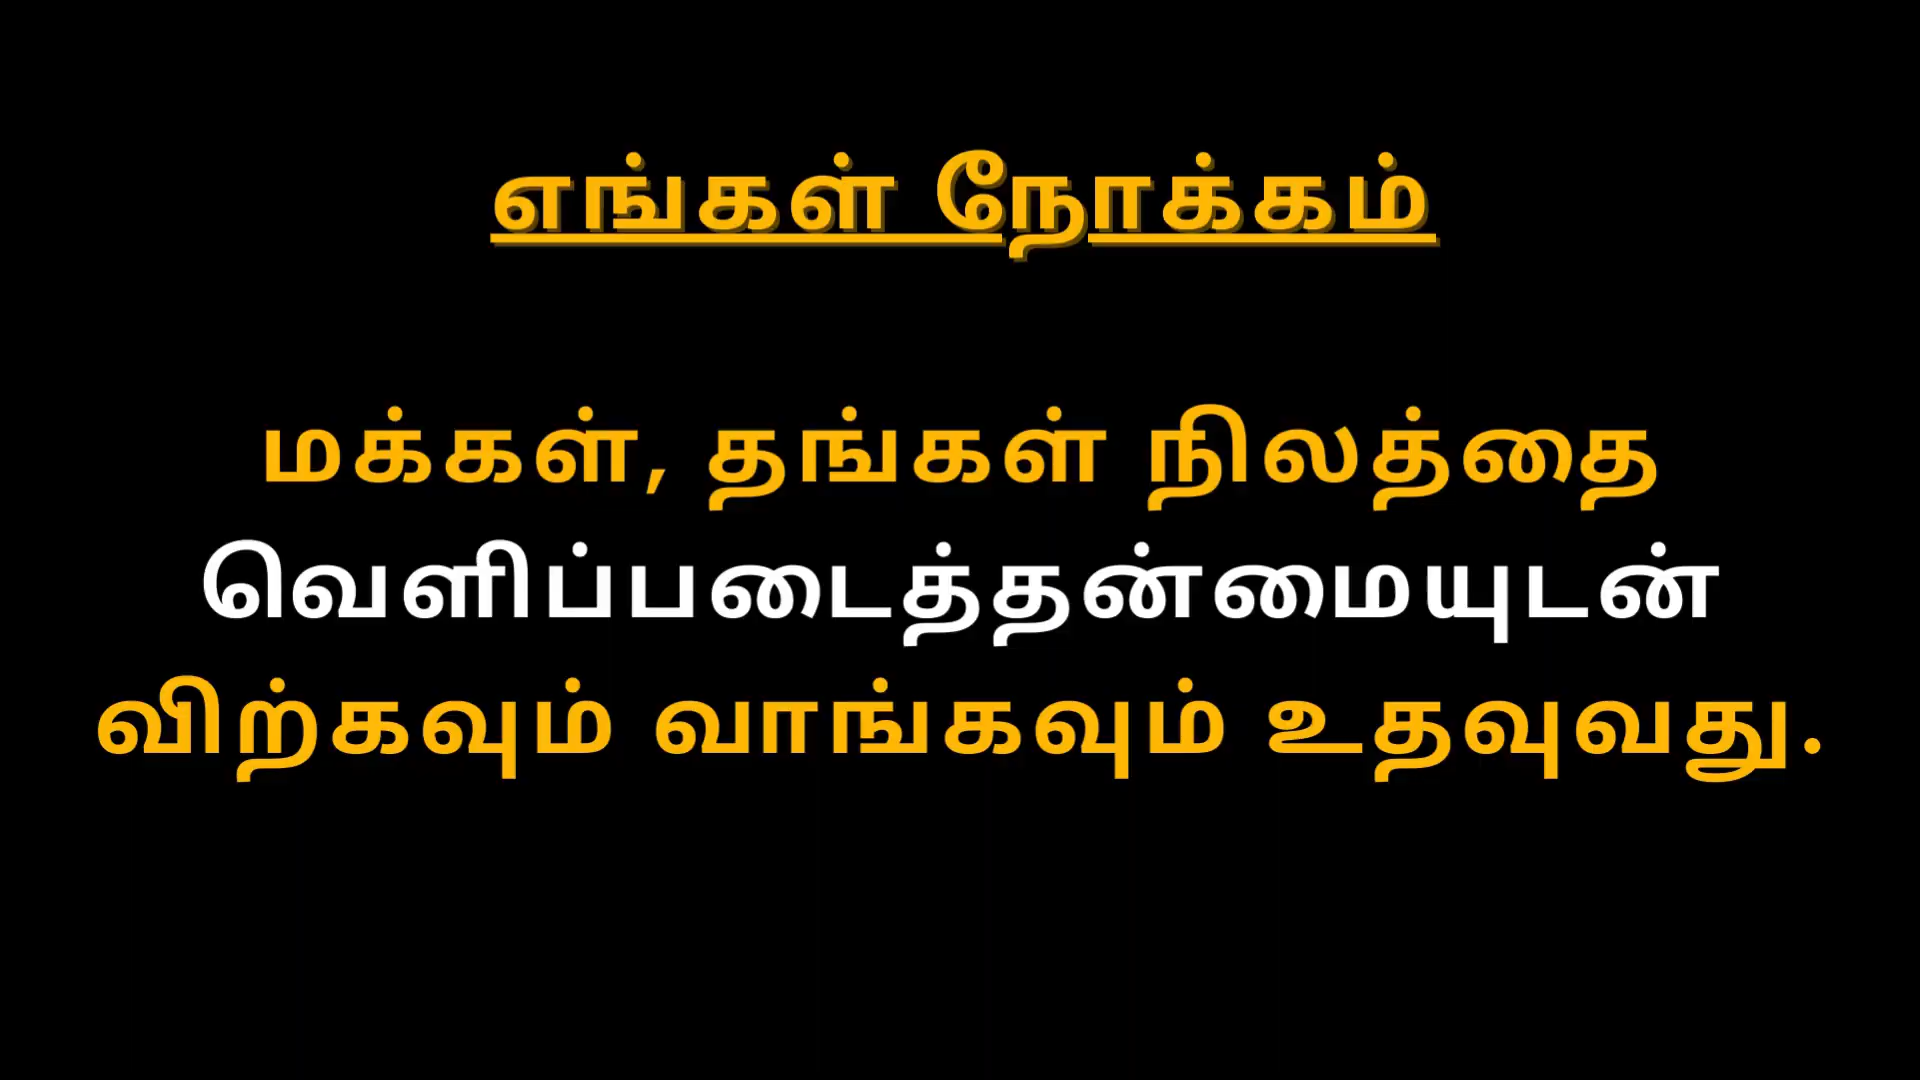 எங்கள் நோக்கம்
மக்கள், தங்கள் நிலத்தை
வெளிப்படைத்தன்மையுடன்
விற்கவும் வாங்கவும் உதவுவது.